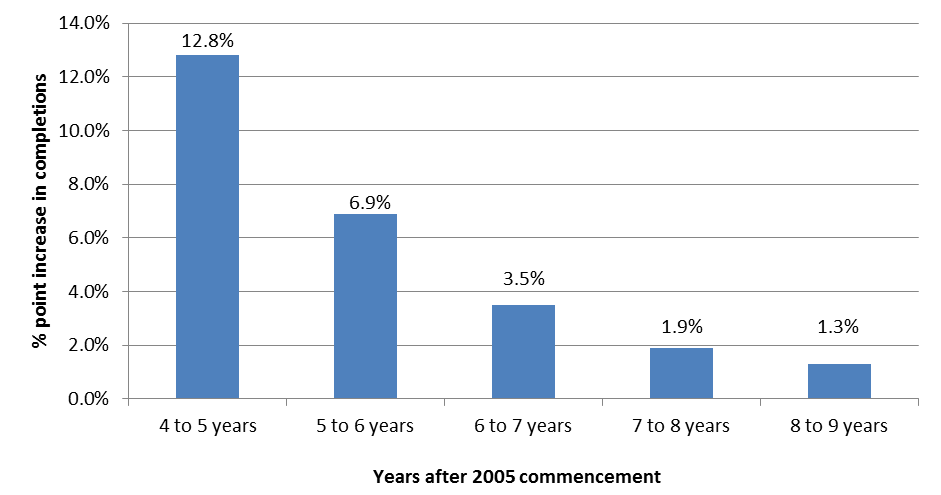 % point increase in completions
14.0%
12.0%
10.0%
8.0%
6.0%
4.0%
2.0%
0.0%
12.8%
6.9%
3.5%
1.9%
1.3%
4 to 5 years
5 to 6 years
6 to 7 years
7 to 8 years
8 to 9 years
Years after 2005 commencement